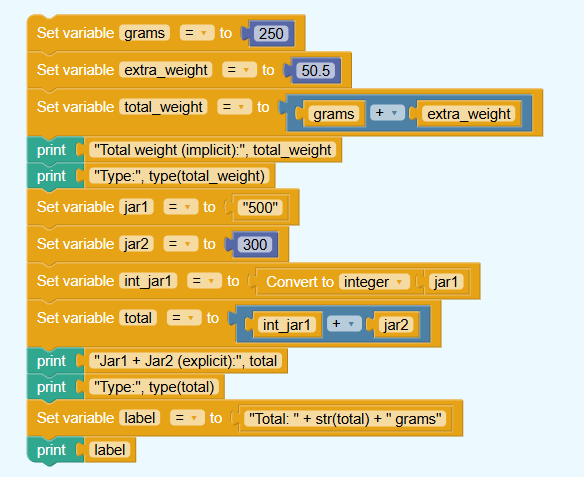 Set variable grams = to 250
Set variable extra_weight = to 50.5
Set variable total_weight = to grams + extra_weight
print "Total weight (implicit):", total_weight
print "Type:", type(total_weight)
Set variable jar1 = to "500"
Set variable jar2 = to 300
Set variable int_jar1 = to Convert to integer jar1
Set variable total = to int_jar1 + jar2
print "Jar1 + Jar2 (explicit):", total
print "Type:", type(total)
Set variable label = to "Total: " + str(total) + " grams"
print label